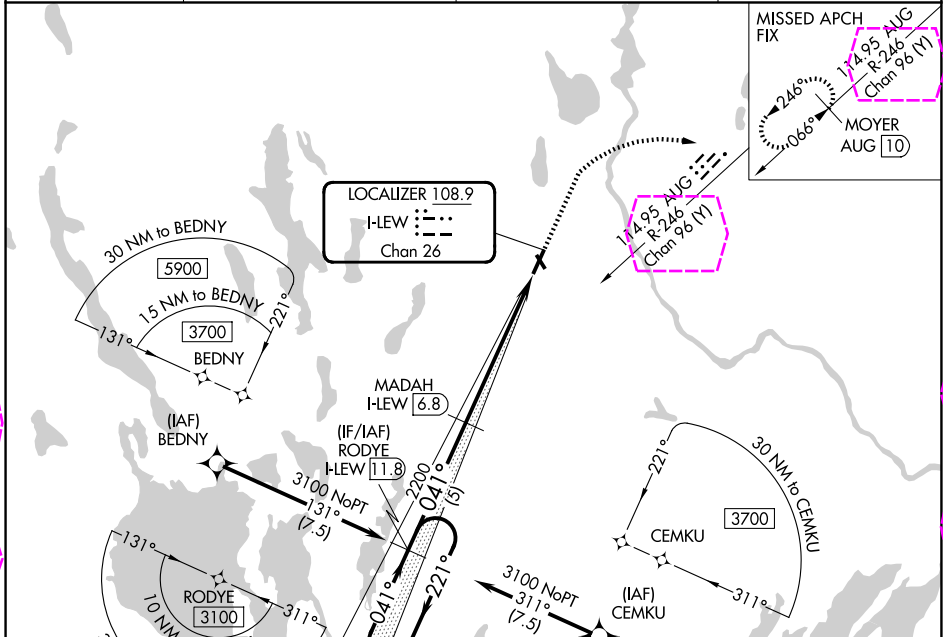 MISSED APCH
FIX
114.95 AUG
R-246
Chan 96 (Y)
246°
066°
MOYER
AUG 10
LOCALIZER 108.9
I-LEW
Chan 26
114.95 AUG
R-246
Chan 96 (Y)
30 NM to BEDNY
5900
15 NM to BEDNY
3700
131°
221°
BEDNY
MADAH
I-LEW 6.8
(IAF)
BEDNY
(IF/IAF)
RODYE
I-LEW 11.8
3100 NoPT
131°
(7.5)
2200
041°
(5)
221°
30 NM to CEMKU
3700
CEMKU
311°
131°
RODYE
3100
311°
10 NM
041°
221°
3100 NoPT
311°
(7.5)
(IAF)
CEMKU